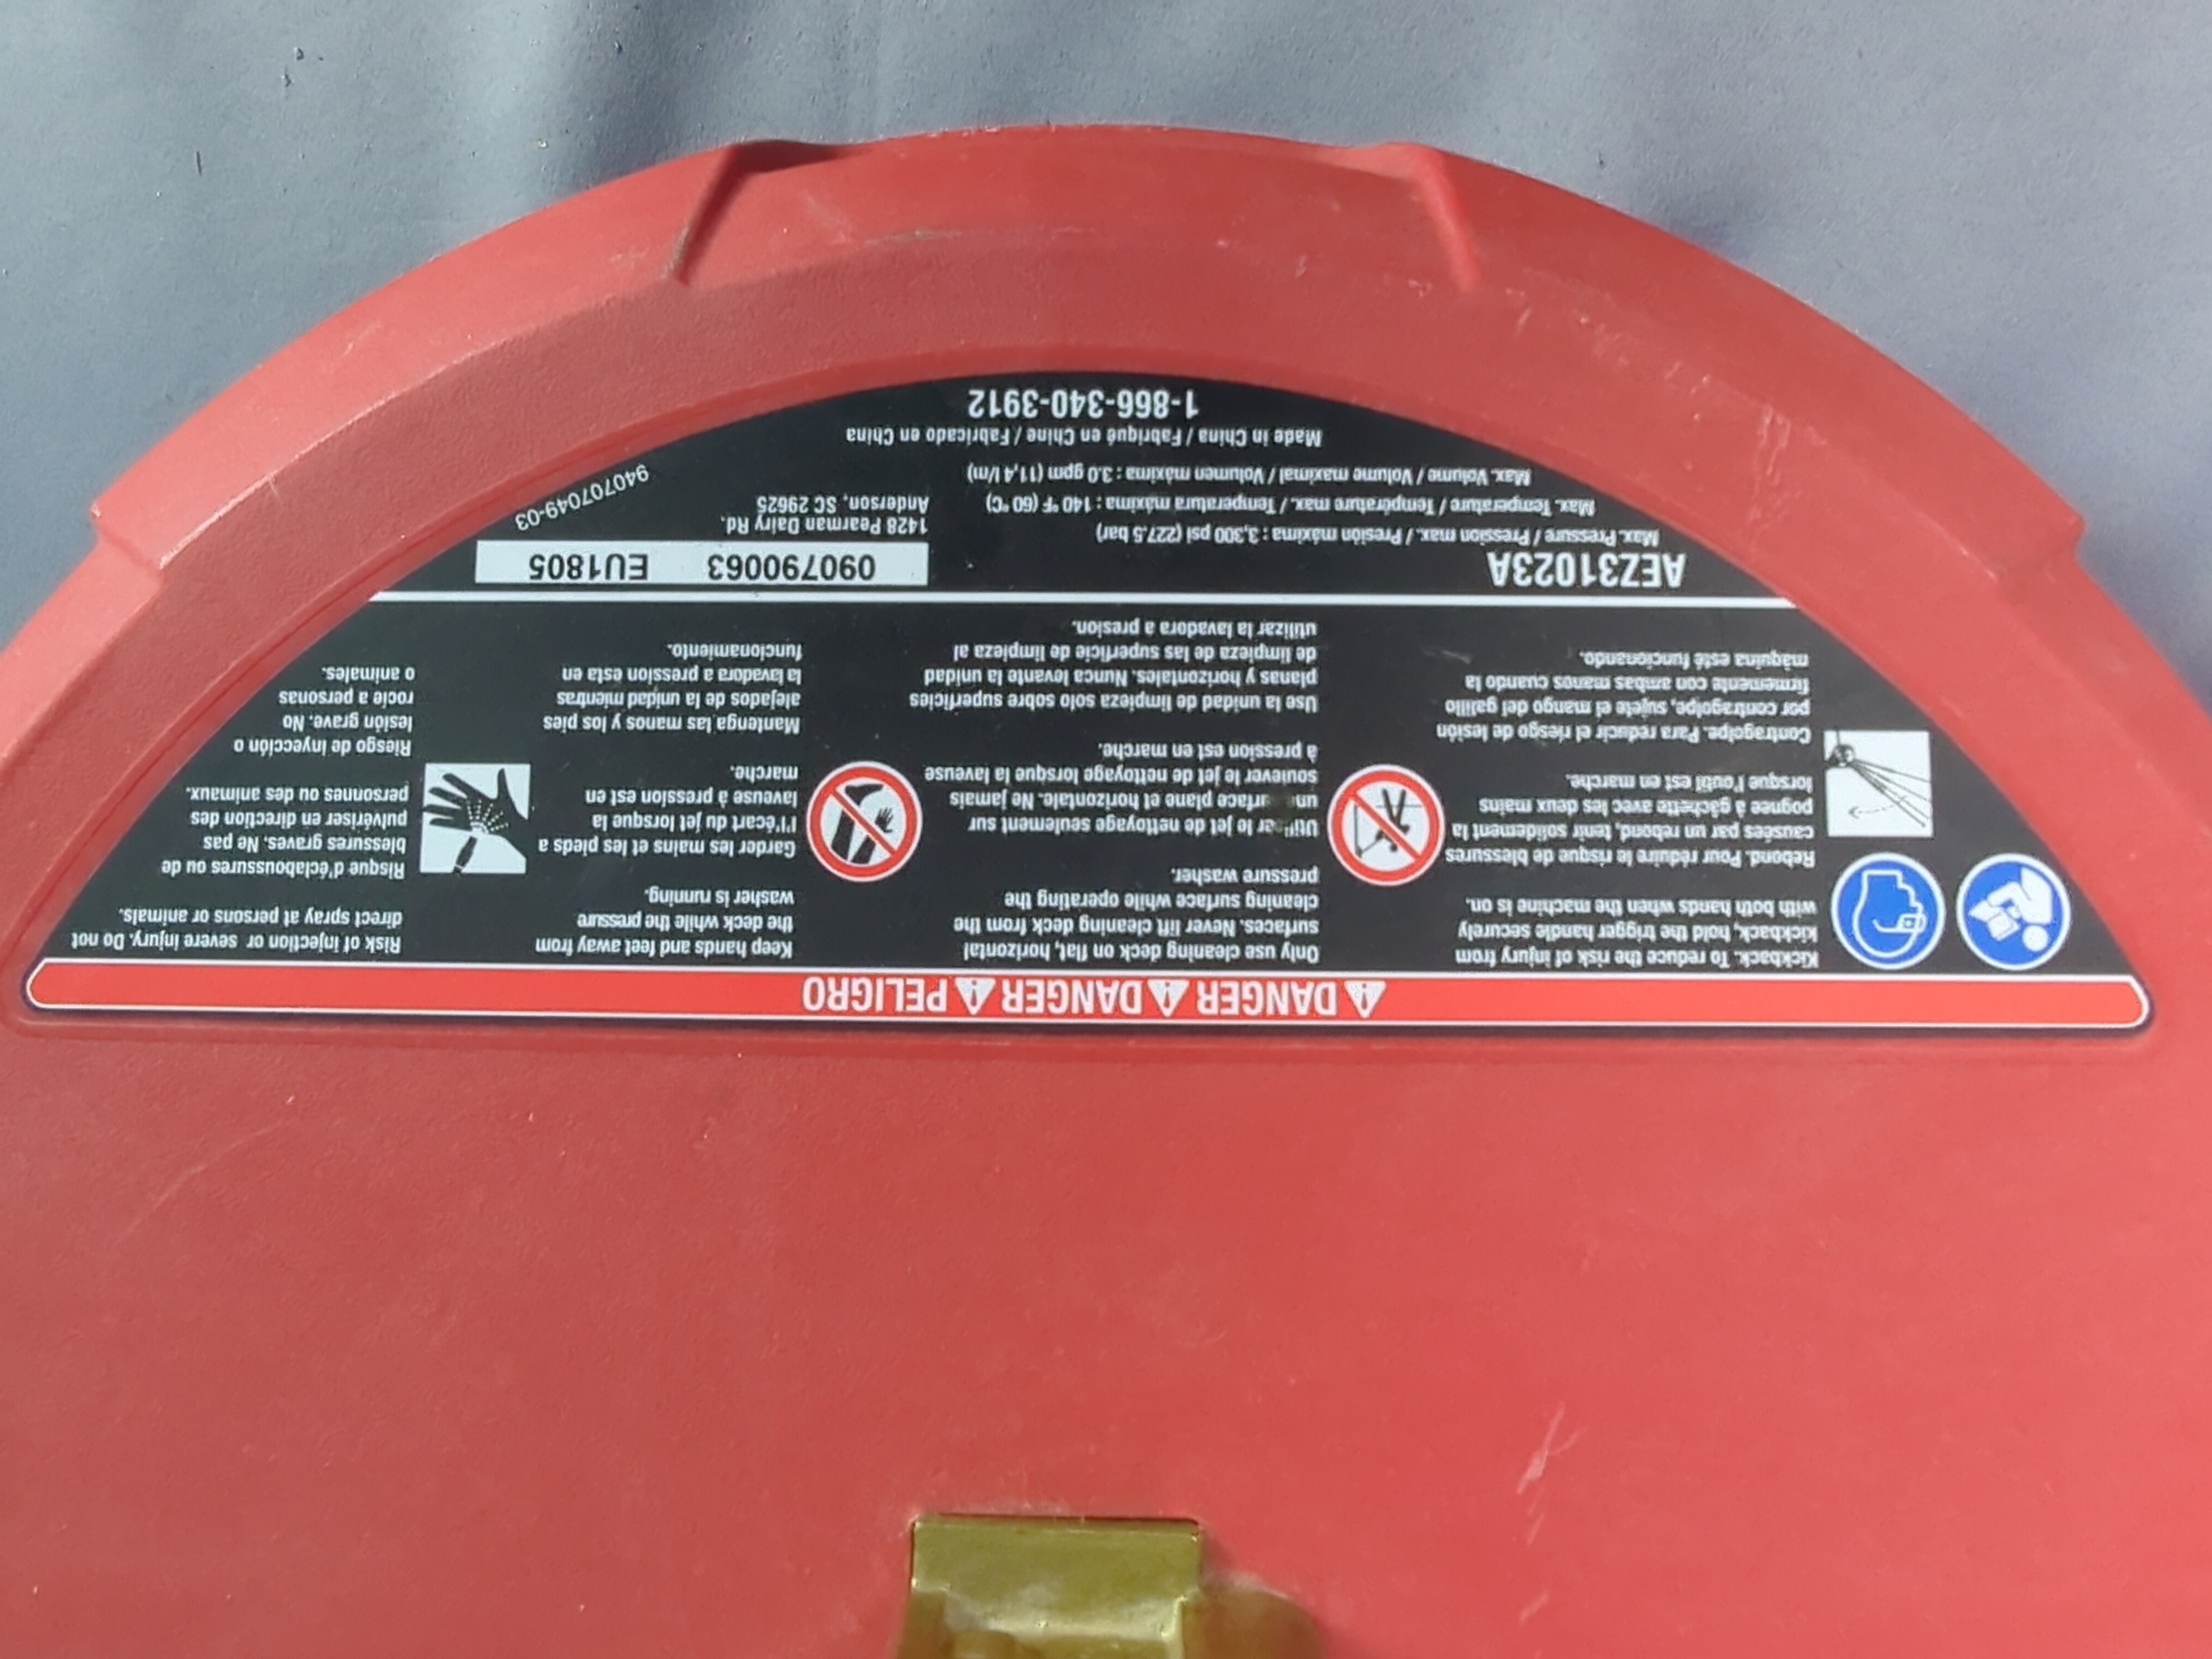 DANGER DANGER PELIGRO
Kickback. To reduce the risk of injury from
kickback, hold the trigger handle securely
with both hands when the machine is on.
Rebond. Pour réduire le risque de blessures
causées par un rebond, tenir solidement la
poignée à gâchette avec les deux mains
lorsque l'outil est en marche.
Contragolpe. Para reducir el riesgo de lesión
por contragolpe, sujete el mango del gatillo
firmemente con ambas manos cuando la
máquina esté funcionando.
Only use cleaning deck on flat, horizontal
surfaces. Never lift cleaning deck from the
cleaning surface while operating the
pressure washer.
Utiliser le jet de nettoyage seulement sur
une surface plane et horizontale. Ne jamais
soulever le jet de nettoyage lorsque la laveuse
à pression est en marche.
Use la unidad de limpieza solo sobre superficies
planas y horizontales. Nunca levante la unidad
de limpieza de las superficie de limpieza al
utilizar la lavadora a presion.
Keep hands and feet away from
the deck while the pressure
washer is running.
Garder les mains et les pieds a
l'l'écart du jet lorsque la
laveuse à pression est en
marche.
Mantenga las manos y los pies
alejados de la unidad mientras
la lavadora a pression esta en
funcionamiento.
Risk of injection or severe injury. Do not
direct spray at persons or animals.
Risque d'éclaboussures ou de
blessures graves. Ne pas
pulvériser en direction des
personnes ou des animaux.
Riesgo de inyección o
lesión grave. No
rocíe a personas
o animales.
AEZ31023A
Max. Pressure / Pression max. / Presión máxima : 3,300 psi (227.5 bar)
Max. Temperature / Température max. / Temperatura máxima : 140 °F (60 °C)
Max. Volume / Volume maximal / Volumen máxima : 3.0 gpm (11,4 l/m)
090790063 EU1805
1428 Pearman Dairy Rd.
Anderson, SC 29625
940707049-03
Made in China / Fabriqué en Chine / Fabricado en China
1-866-340-3912